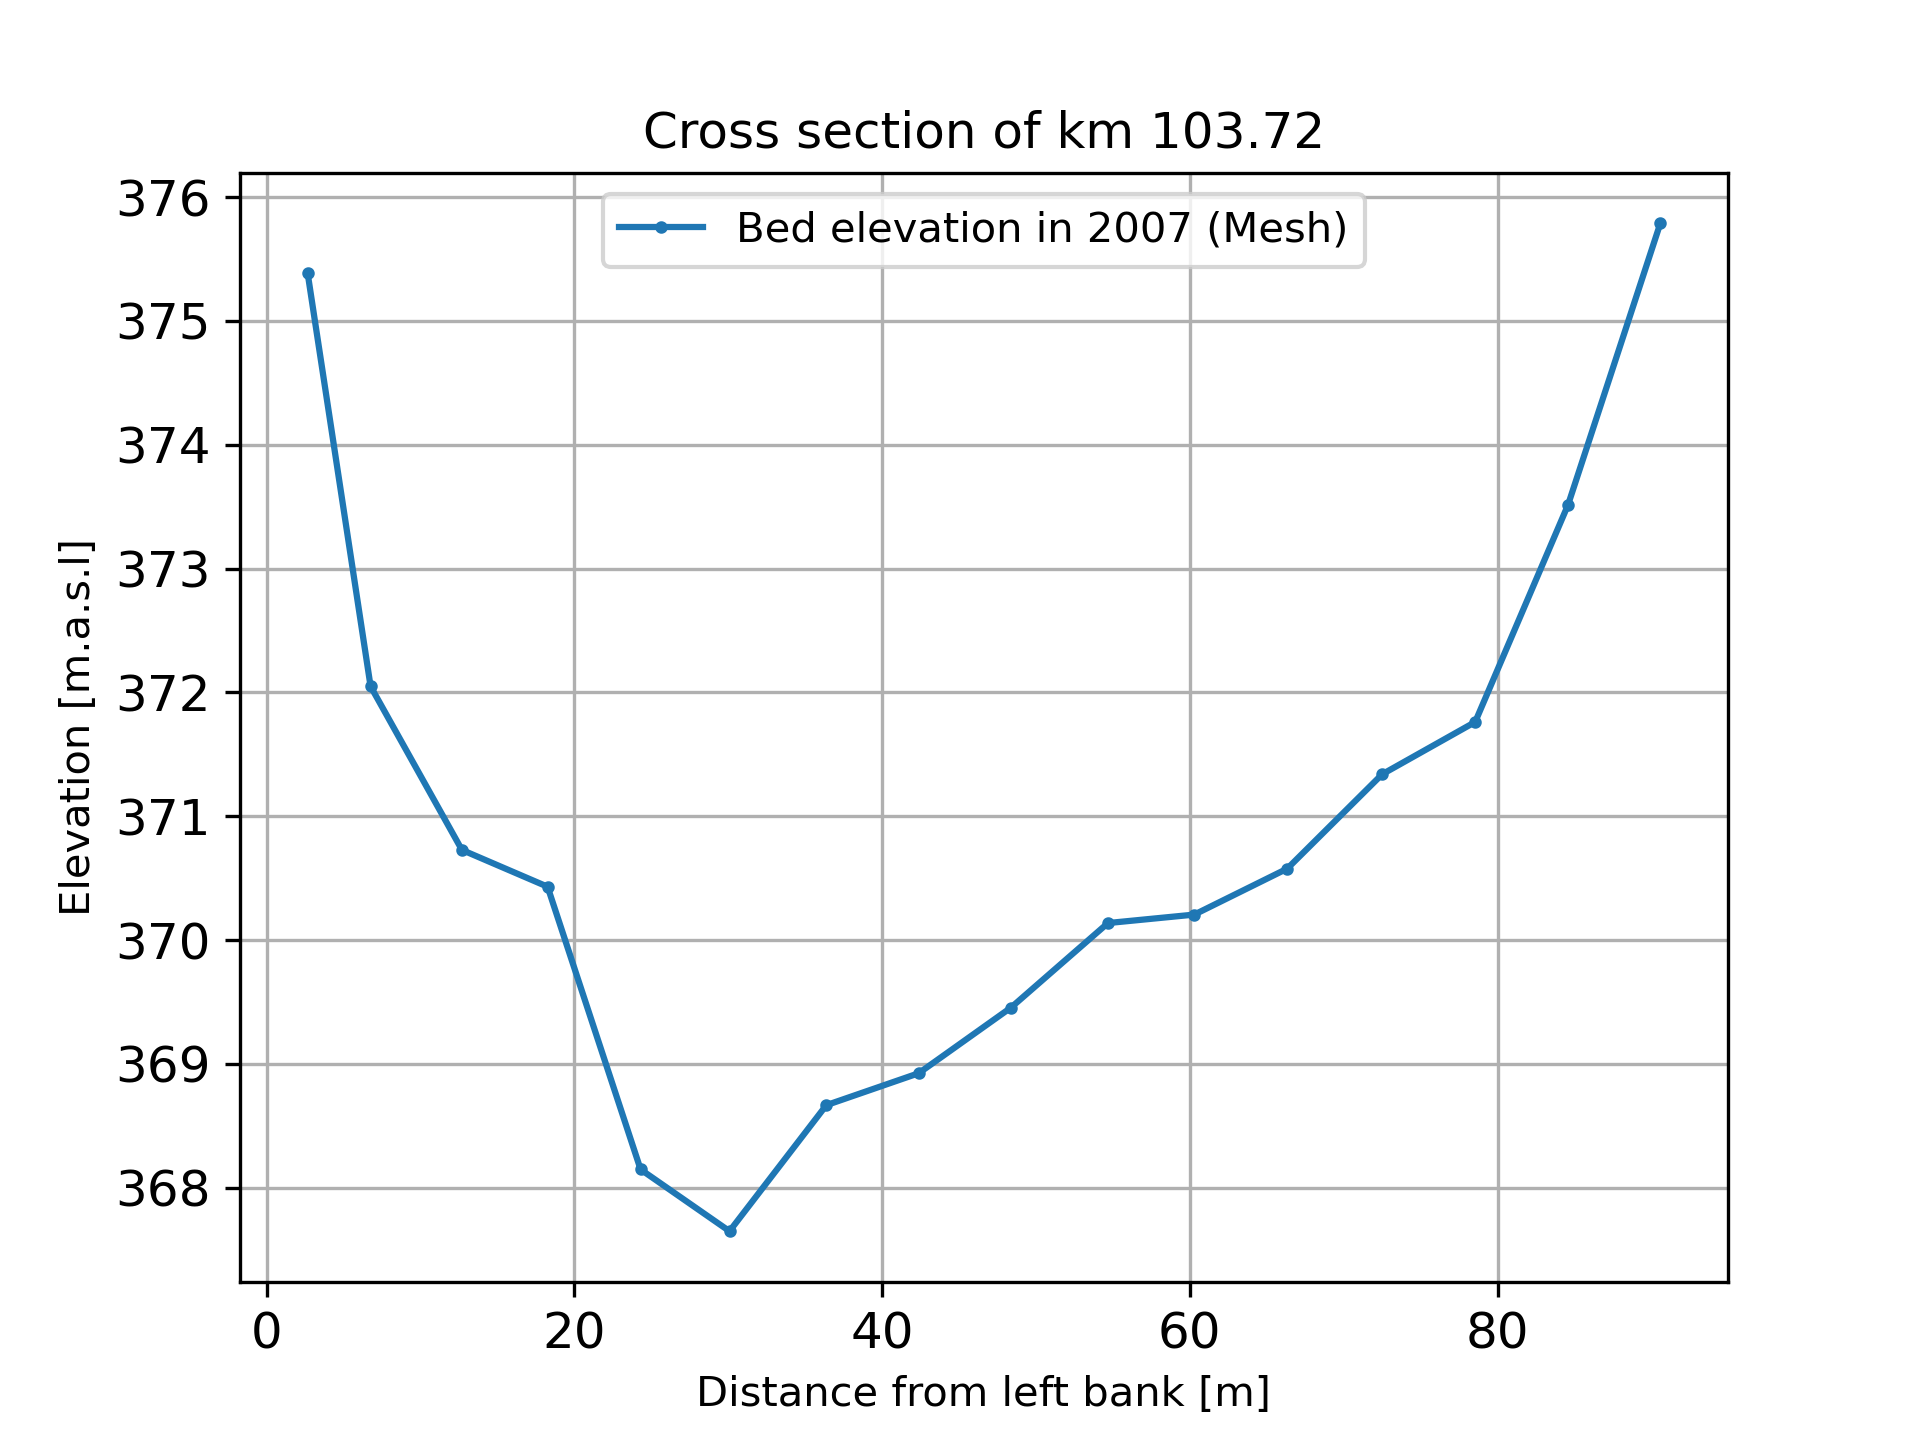 Cross section of km 103.72
Bed elevation in 2007 (Mesh)
376
375
374
373
372
371
370
369
368
Elevation [m.a.s.l]
0 20 40 60 80
Distance from left bank [m]